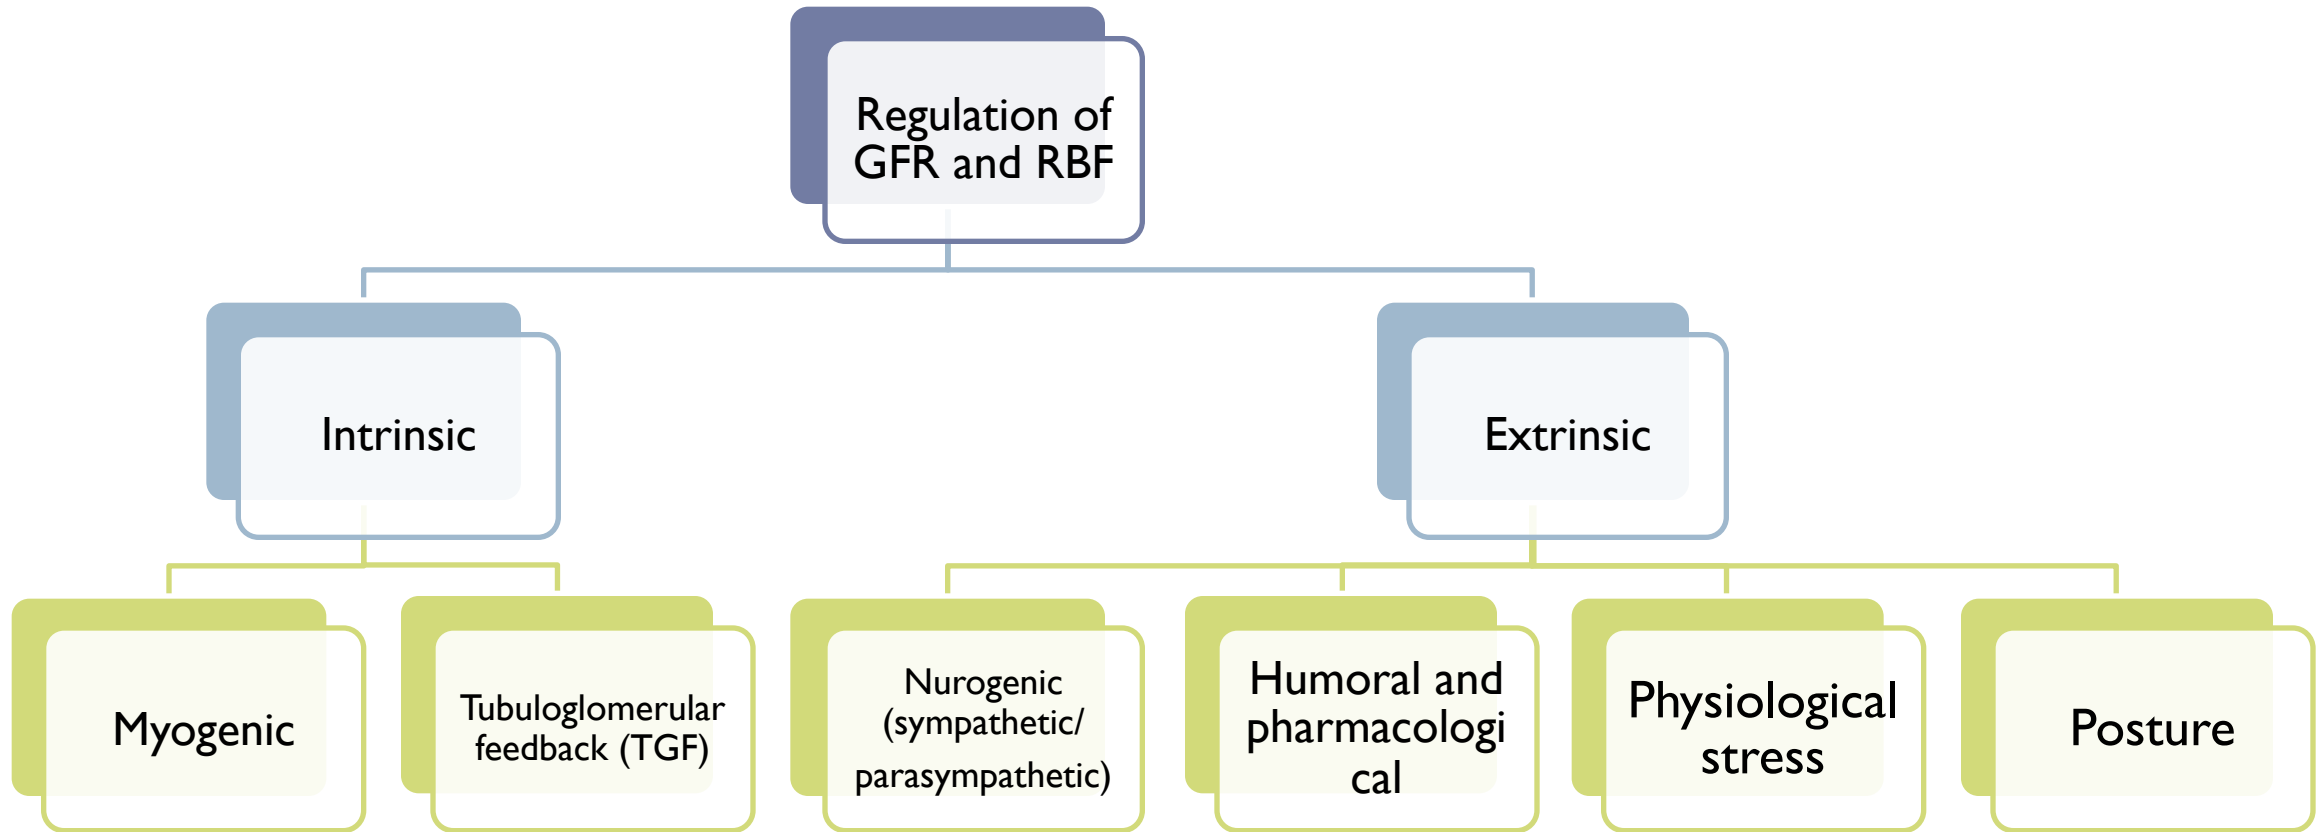 Regulation of
GFR and RBF
Intrinsic
Extrinsic
Myogenic
Tubuloglomerular
feedback (TGF)
Nurogenic
(sympathetic/
parasympathetic)
Humoral and
pharmacologi
cal
Physiological
stress
Posture